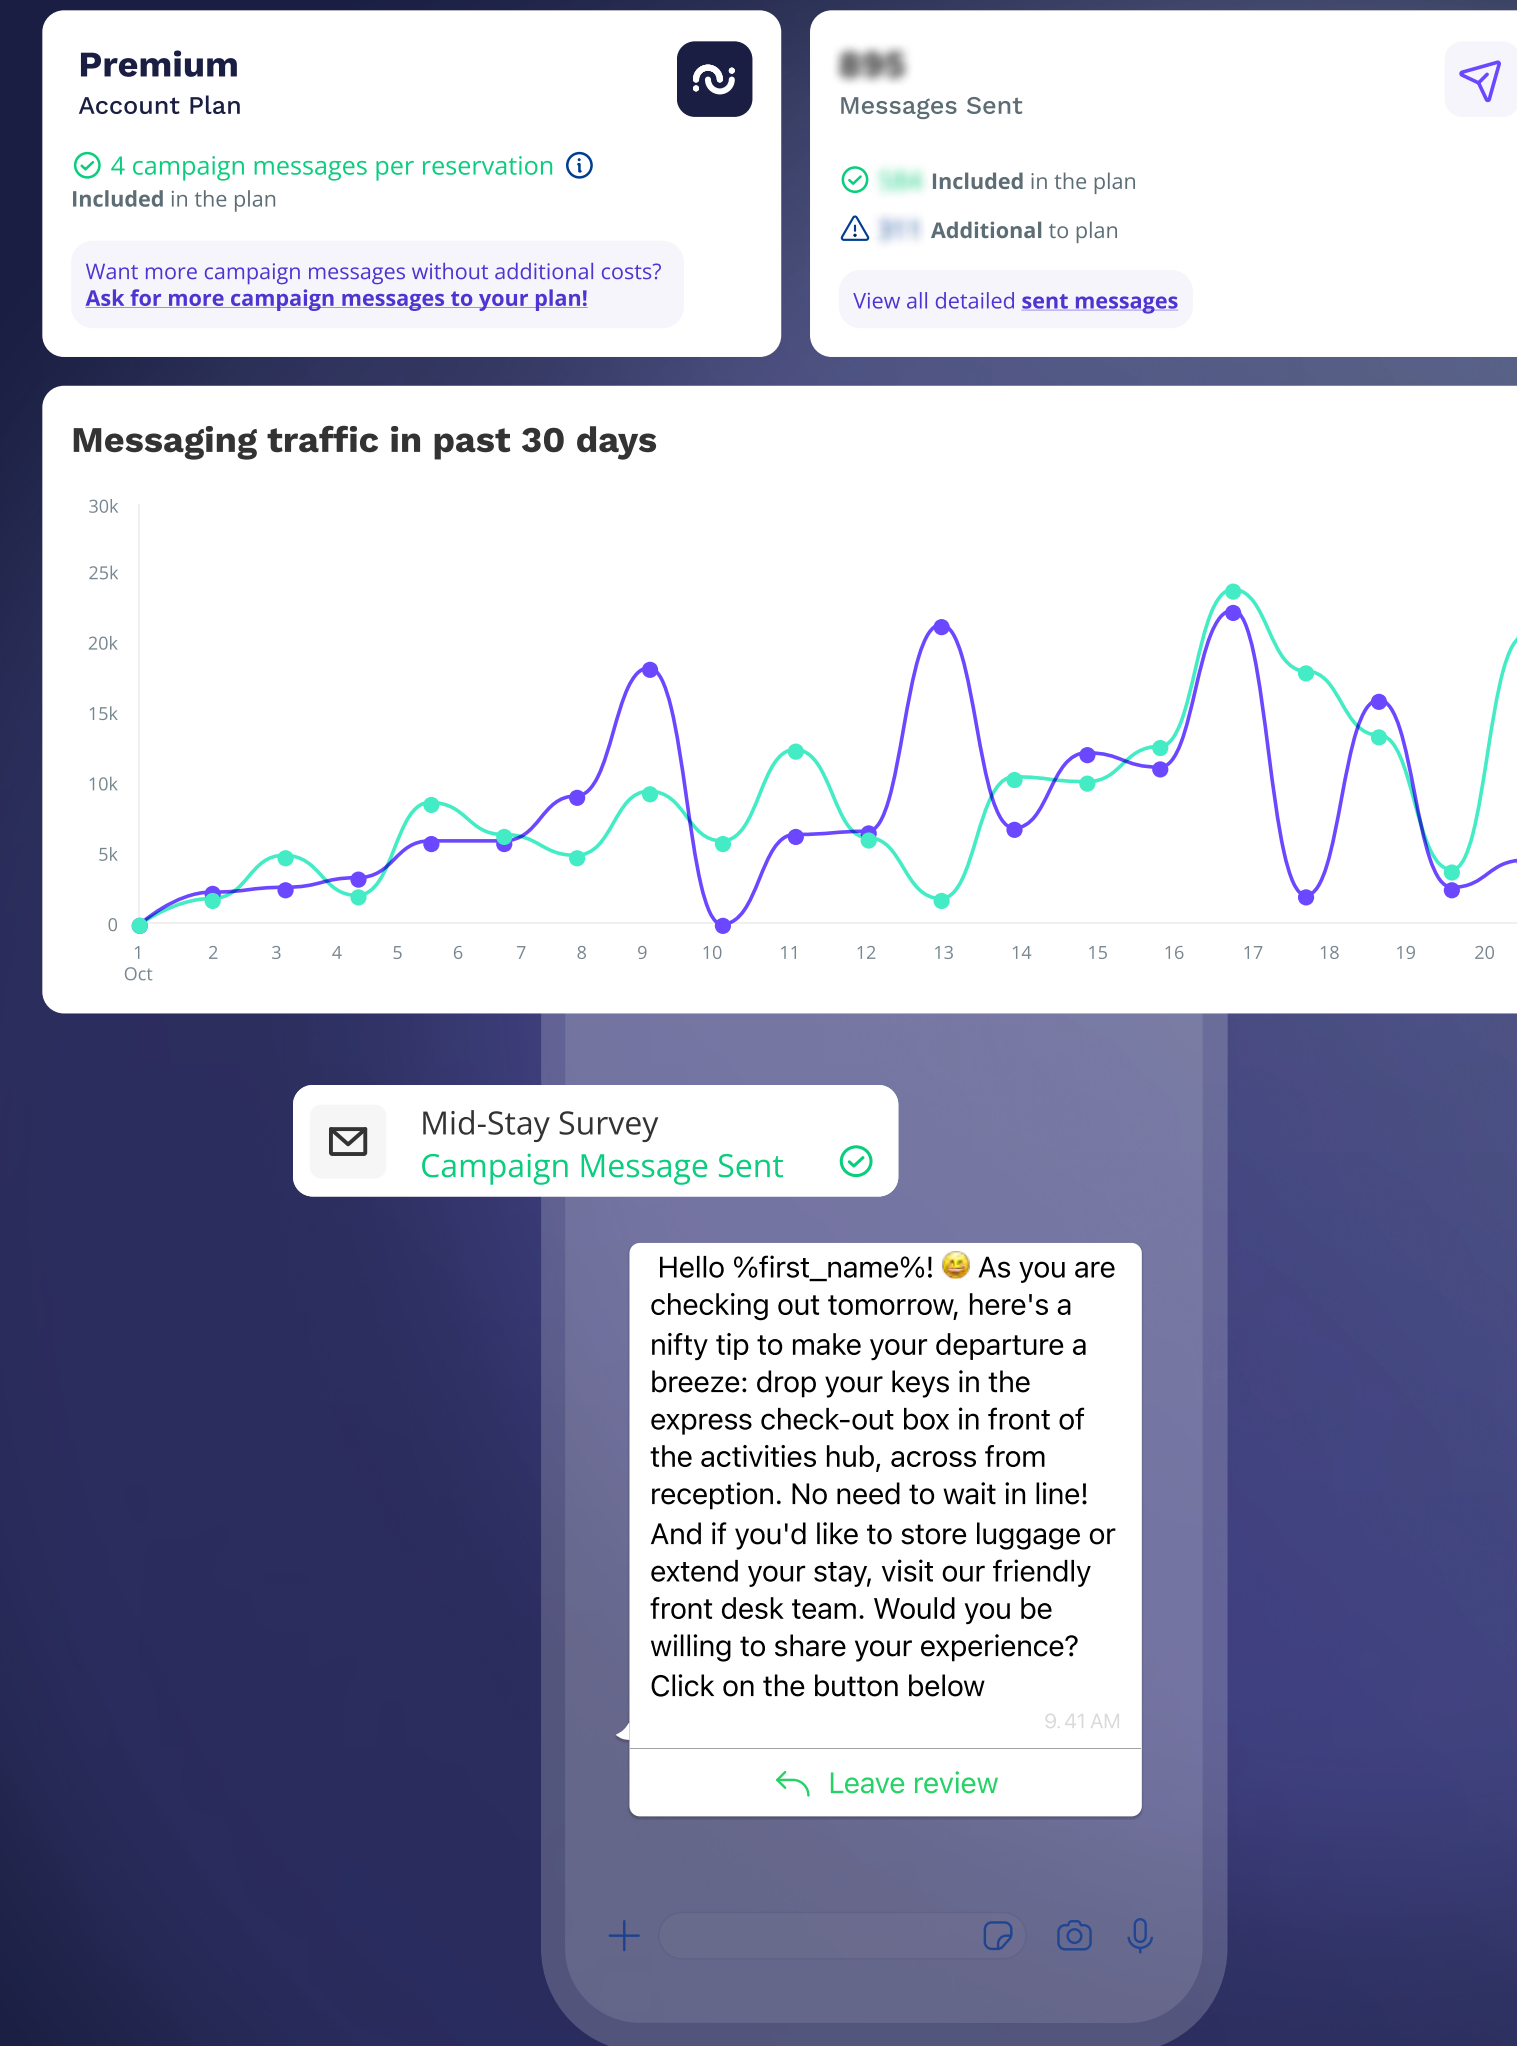 Premium
Account Plan
4 campaign messages per reservation
Included in the plan
Want more campaign messages without additional costs?
Ask for more campaign messages to your plan!
895
Messages Sent
584 Included in the plan
311 Additional to plan
View all detailed sent messages
Messaging traffic in past 30 days
30k
25k
20k
15k
10k
5k
0
1 2 3 4 5 6 7 8 9 10 11 12 13 14 15 16 17 18 19 20
Oct
Mid-Stay Survey
Campaign Message Sent
Hello %first_name%! 😄 As you are
checking out tomorrow, here's a
nifty tip to make your departure a
breeze: drop your keys in the
express check-out box in front of
the activities hub, across from
reception. No need to wait in line!
And if you'd like to store luggage or
extend your stay, visit our friendly
front desk team. Would you be
willing to share your experience?
Click on the button below
9.41 AM
Leave review